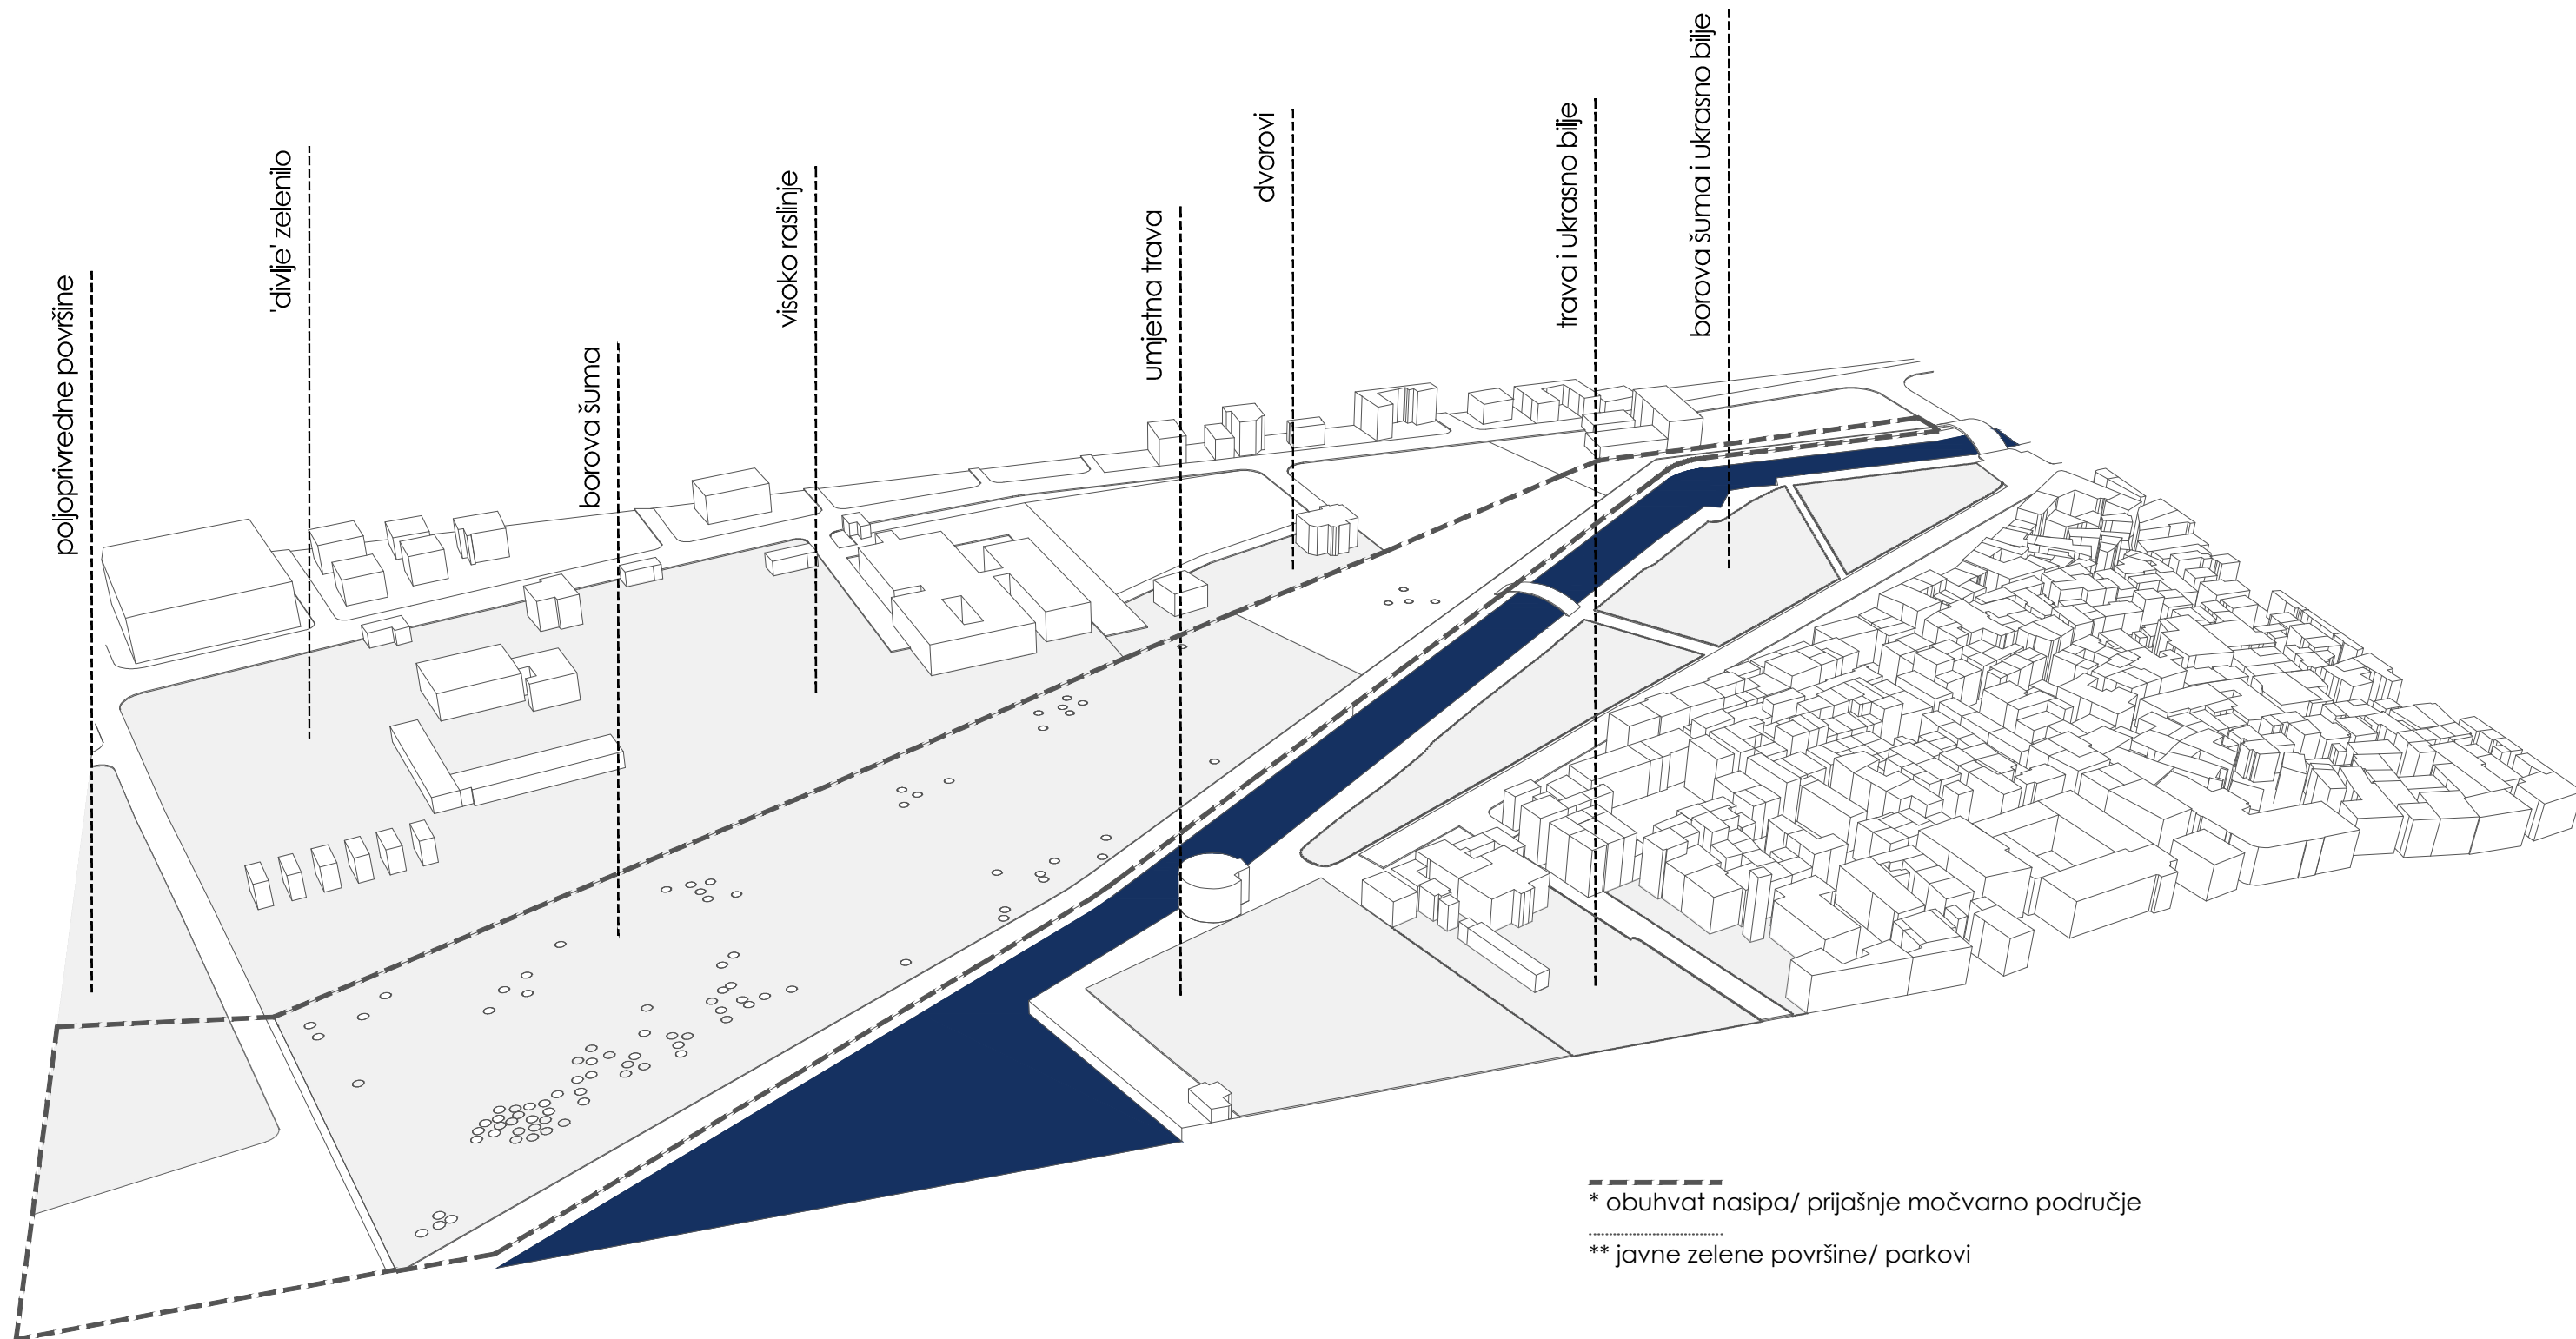 poljoprivredne površine
'divlje' zelenilo
borova šuma
visoko raslinje
umjetna trava
dvorovi
trava i ukrasno bilje
borova šuma i ukrasno bilje
* obuhvat nasipa/ prijašnje močvarno područje
** javne zelene površine/ parkovi